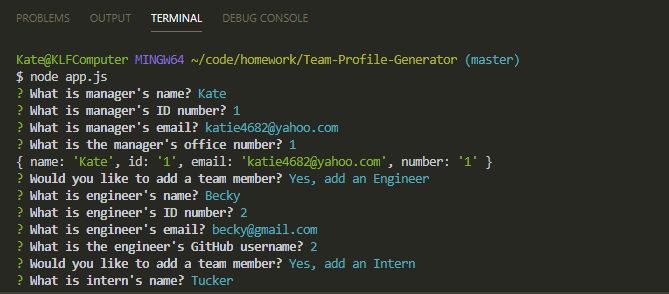 PROBLEMS OUTPUT TERMINAL DEBUG CONSOLE
Kate@KLFComputer MINGW64 ~/code/homework/Team-Profile-Generator (master)
$ node app.js
? What is manager's name? Kate
? What is manager's ID number? 1
? What is manager's email? katie4682@yahoo.com
? What is the manager's office number? 1
{ name: 'Kate', id: '1', email: 'katie4682@yahoo.com', number: '1' }
? Would you like to add a team member? Yes, add an Engineer
? What is engineer's name? Becky
? What is engineer's ID number? 2
? What is engineer's email? becky@gmail.com
? What is the engineer's GitHub username? 2
? Would you like to add a team member? Yes, add an Intern
? What is intern's name? Tucker